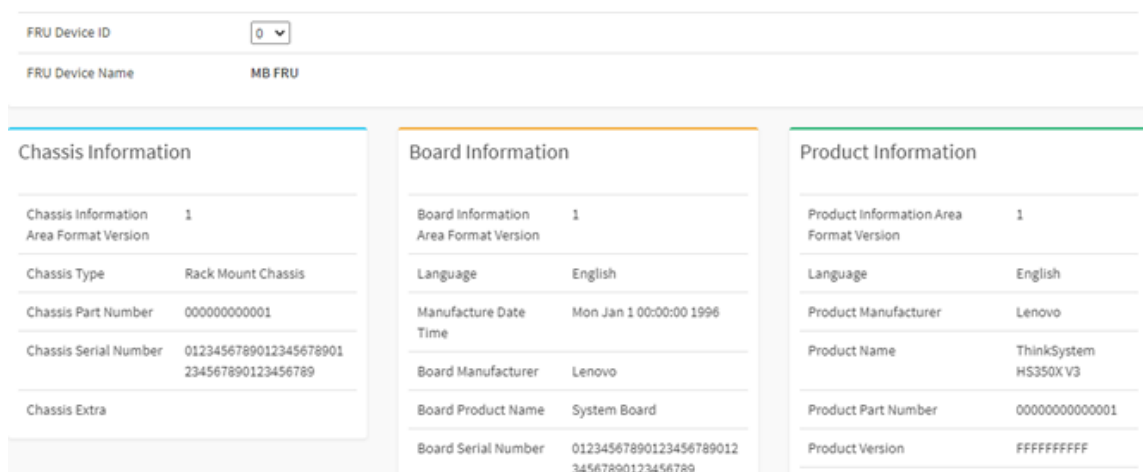 FRU Device ID 0
FRU Device Name MB FRU
Chassis Information
Chassis Information 1
Area Format Version
Chassis Type Rack Mount Chassis
Chassis Part Number 000000000001
Chassis Serial Number 0123456789012345678901
234567890123456789
Chassis Extra
Board Information
Board Information 1
Area Format Version
Language English
Manufacture Date Mon Jan 1 00:00:00 1996
Time
Board Manufacturer Lenovo
Board Product Name System Board
Board Serial Number 01234567890123456789012
34567890123456789
Product Information
Product Information Area 1
Format Version
Language English
Product Manufacturer Lenovo
Product Name ThinkSystem
HS350X V3
Product Part Number 00000000000001
Product Version FFFFFFFFFF